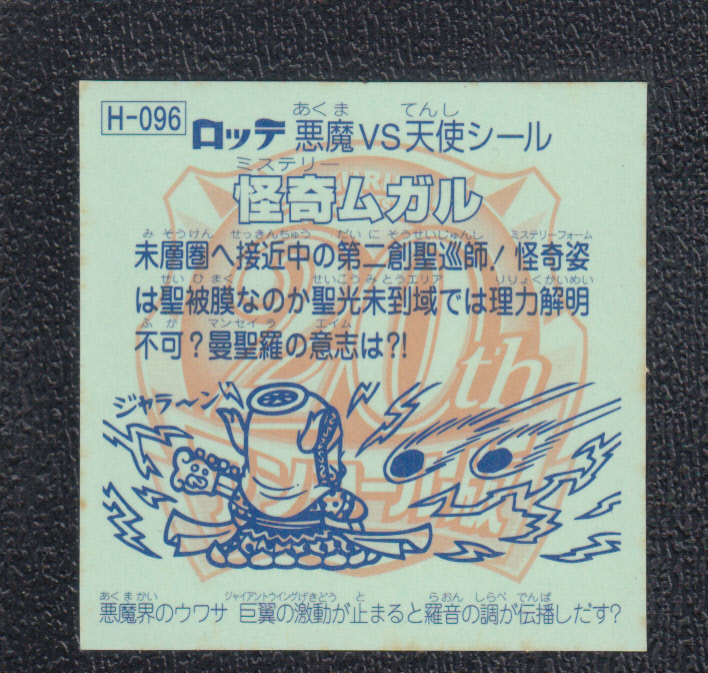 H-096
ロッテ 悪魔VS天使シール
あくま てんし
ミステリー
怪奇ムガル
みそうけん せっきんちゅう だいにそうせいじゅんし ミステリーフォーム
未層圏へ接近中の第二創聖巡師!怪奇姿
せいひまく せいこうみとうエリア りりょくかいめい
は聖被膜なのか聖光未到域では理力解明
ふか マンセイラ エイム
不可?曼聖羅の意志は?!
20th
アンコール版
ジャラ〜ン
あくまかい ジャイアントウイングげきどう と らおん しらべ でんぱ
悪魔界のウワサ 巨翼の激動が止まると羅音の調が伝播しだす?